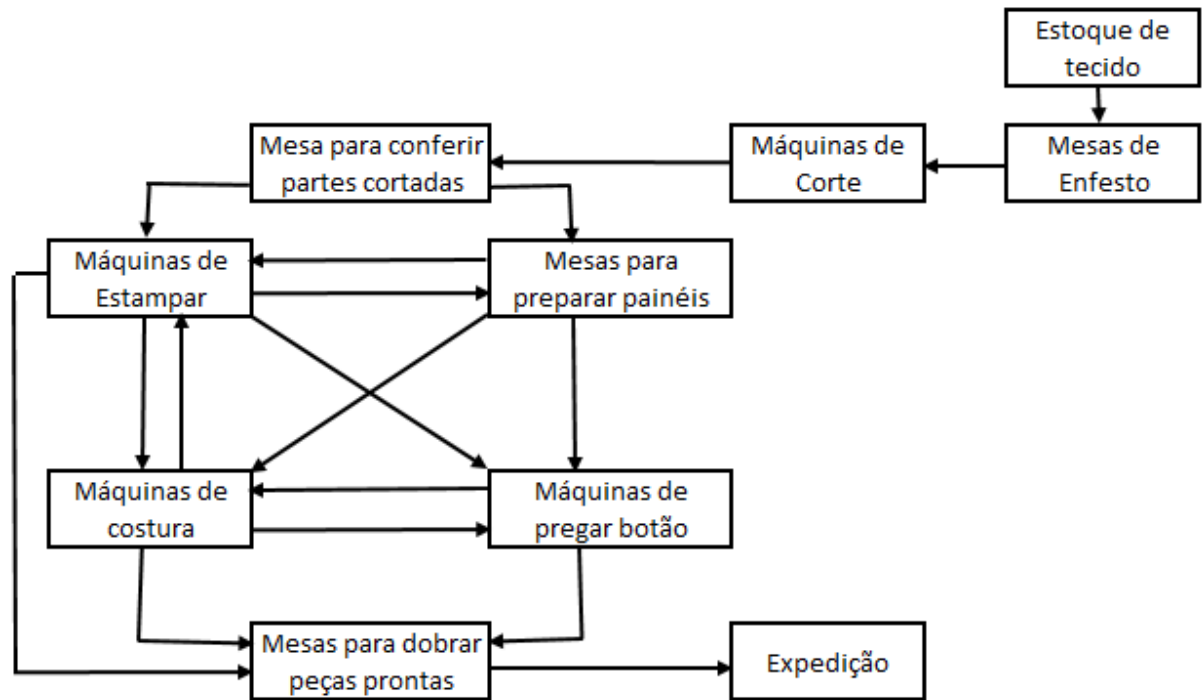 Estoque de
tecido
Mesa para conferir
partes cortadas
Máquinas de
Corte
Mesas de
Enfesto
Máquinas de
Estampar
Mesas para
preparar painéis
Máquinas de
costura
Máquinas de
pregar botão
Mesas para dobrar
peças prontas
Expedição